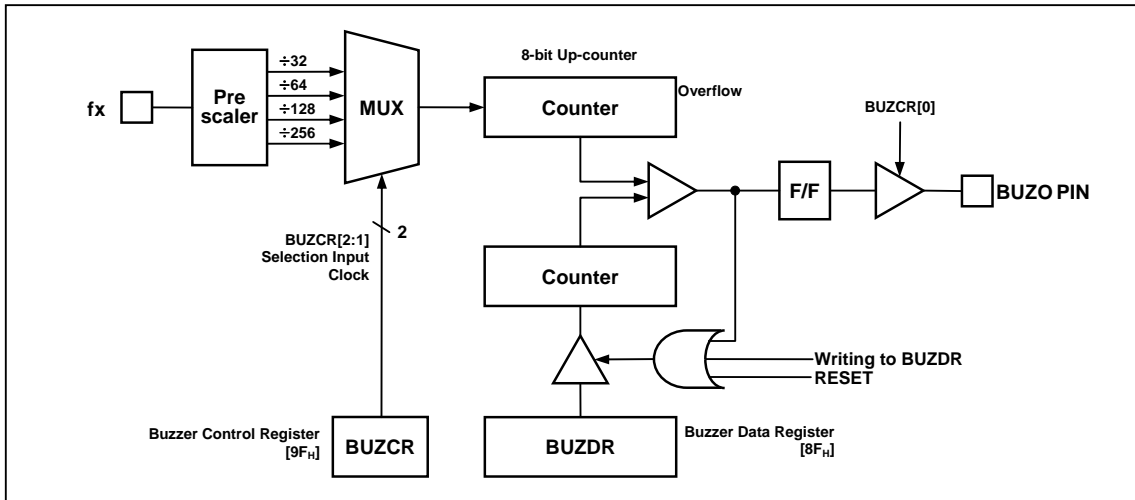 8-bit Up-counter
fx
Pre
scaler
÷32
÷64
÷128
÷256
MUX
Counter
Overflow
BUZCR[0]
F/F
BUZO PIN
2
BUZCR[2:1]
Selection Input
Clock
Counter
Writing to BUZDR
RESET
Buzzer Control Register
[9FH]
BUZCR
BUZDR
Buzzer Data Register
[8FH]